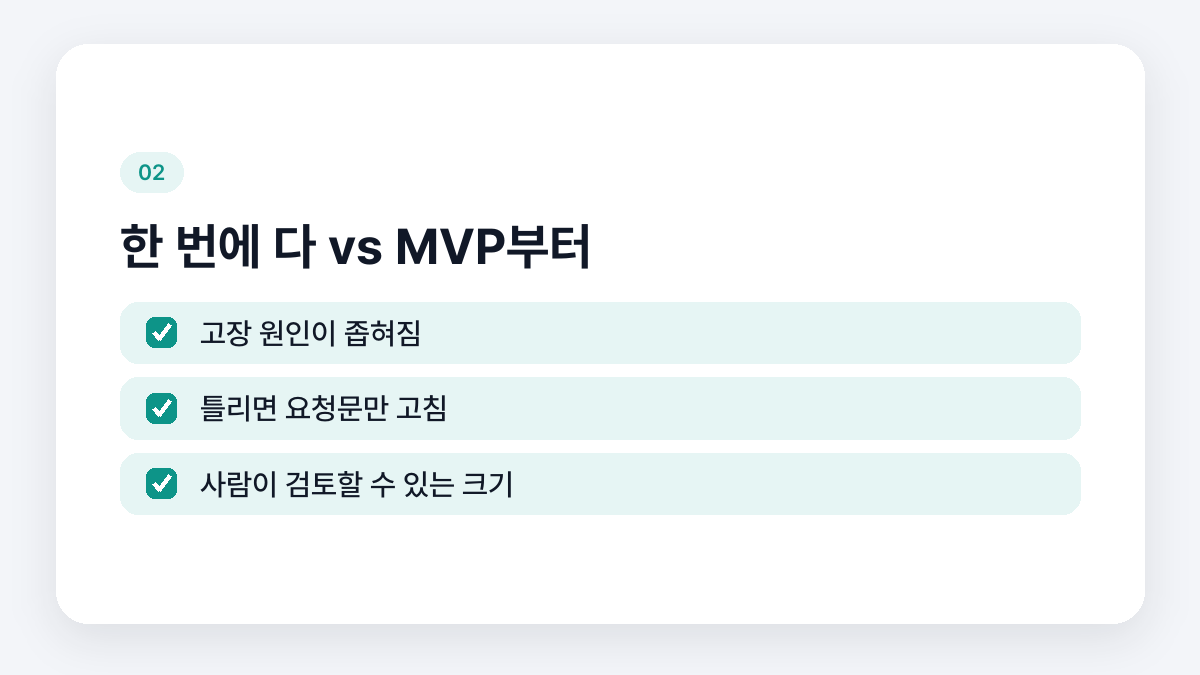 02
한 번에 다 vs MVP부터
고장 원인이 좁혀짐
틀리면 요청문만 고침
사람이 검토할 수 있는 크기